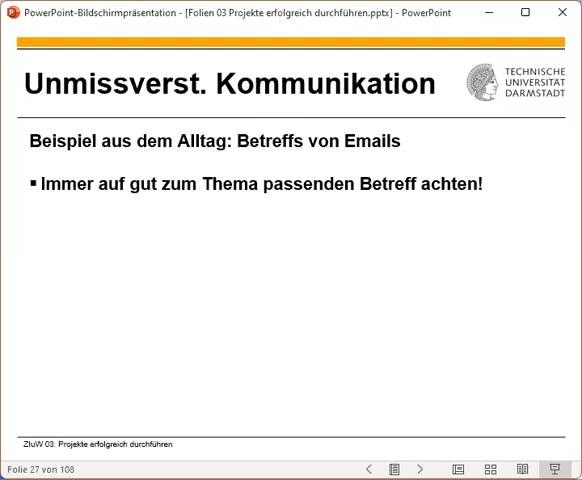 PowerPoint-Bildschirmpräsentation - [Folien 03 Projekte erfolgreich durchführen.pptx] - PowerPoint
Unmissverst. Kommunikation
TECHNISCHE
UNIVERSITÄT
DARMSTADT
Beispiel aus dem Alltag: Betreffs von Emails
▪ Immer auf gut zum Thema passenden Betreff achten!
ZIuW 03: Projekte erfolgreich durchführen
Folie 27 von 108